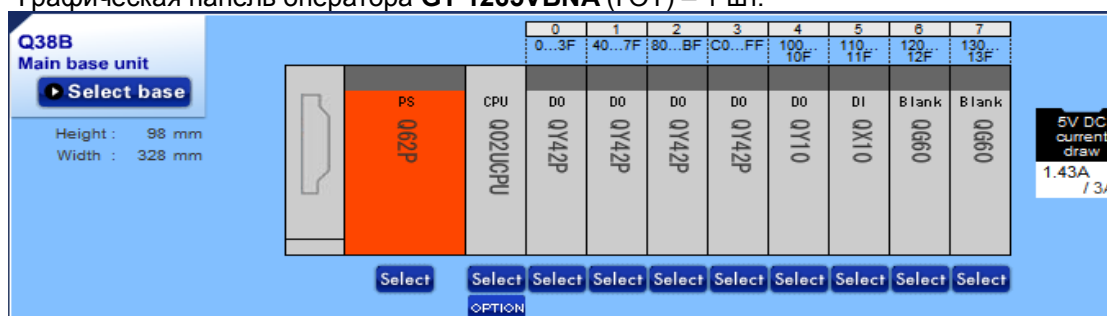 Графическая панель оператора GT 1265VBNA (ГОТ) – 1 шт.
Q38B
Main base unit
Select base
Height : 98 mm
Width : 328 mm
0 1 2 3 4 5 6 7
0...3F 40...7F 80...BF C0...FF 100... 10F 110... 11F 120... 12F 130... 13F
PS CPU DO DO DO DO DO DI Blank Blank
Q62P Q02UCPU QY42P QY42P QY42P QY42P QY10 QX10 QG60 QG60
Select Select Select Select Select Select Select Select Select Select
OPTION
5V DC
current
draw
1.43A
/ 3A